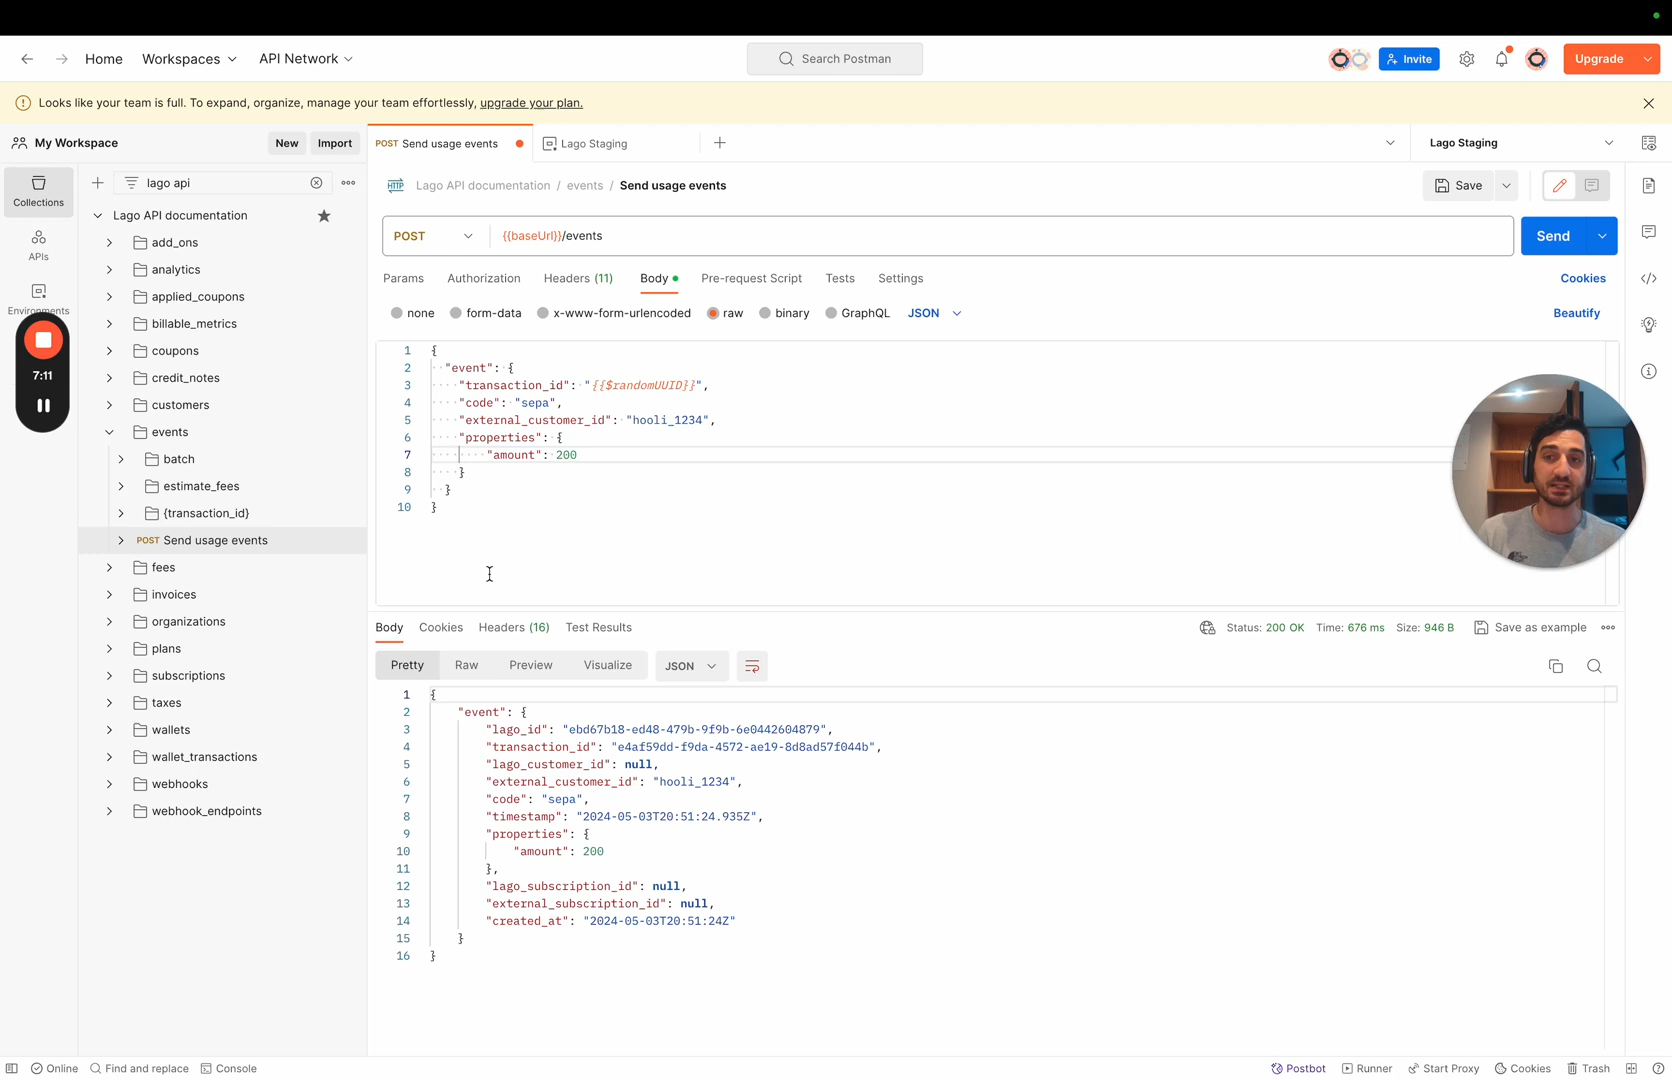 Home
Workspaces
API Network
Search Postman
Invite
Upgrade
Looks like your team is full. To expand, organize, manage your team effortlessly, upgrade your plan.
My Workspace
New
Import
POST Send usage events
Lago Staging
Lago Staging
Collections
APIs
Environments
7:11
lago api
Lago API documentation
add_ons
analytics
applied_coupons
billable_metrics
coupons
credit_notes
customers
events
batch
estimate_fees
{transaction_id}
POST Send usage events
fees
invoices
organizations
plans
subscriptions
taxes
wallets
wallet_transactions
webhooks
webhook_endpoints
HTTP Lago API documentation / events / Send usage events
Save
POST
{{baseUrl}}/events
Send
Params
Authorization
Headers (11)
Body
Pre-request Script
Tests
Settings
Cookies
none
form-data
x-www-form-urlencoded
raw
binary
GraphQL
JSON
Beautify
1 {
2 "event": {
3 "transaction_id": "{{$randomUUID}}",
4 "code": "sepa",
5 "external_customer_id": "hooli_1234",
6 "properties": {
7 "amount": 200
8 }
9 }
10 }
Body
Cookies
Headers (16)
Test Results
Status: 200 OK
Time: 676 ms
Size: 946 B
Save as example
Pretty
Raw
Preview
Visualize
JSON
1 {
2 "event": {
3 "lago_id": "ebd67b18-ed48-479b-9f9b-6e0442604879",
4 "transaction_id": "e4af59dd-f9da-4572-ae19-8d8ad57f044b",
5 "lago_customer_id": null,
6 "external_customer_id": "hooli_1234",
7 "code": "sepa",
8 "timestamp": "2024-05-03T20:51:24.935Z",
9 "properties": {
10 "amount": 200
11 },
12 "lago_subscription_id": null,
13 "external_subscription_id": null,
14 "created_at": "2024-05-03T20:51:24Z"
15 }
16 }
Online
Find and replace
Console
Postbot
Runner
Start Proxy
Cookies
Trash